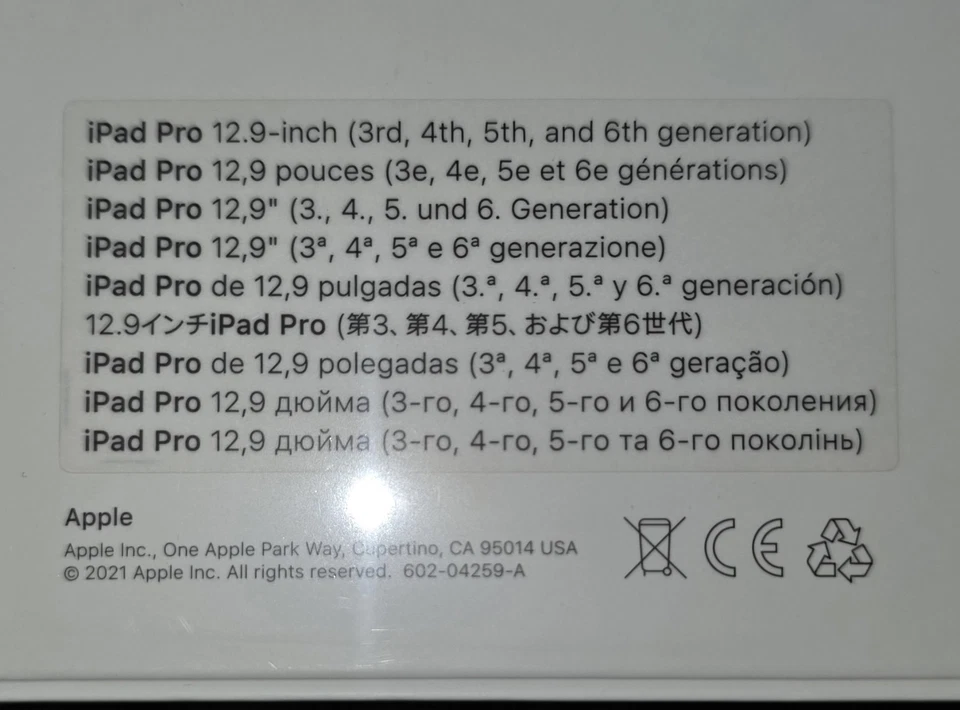 iPad Pro 12.9-inch (3rd, 4th, 5th, and 6th generation)
iPad Pro 12,9 pouces (3e, 4e, 5e et 6e générations)
iPad Pro 12,9" (3., 4., 5. und 6. Generation)
iPad Pro 12,9" (3ª, 4ª, 5ª e 6ª generazione)
iPad Pro de 12,9 pulgadas (3.ª, 4.ª, 5.ª y 6.ª generación)
12.9インチiPad Pro (第3、第4、第5、および第6世代)
iPad Pro de 12,9 polegadas (3ª, 4ª, 5ª e 6ª geração)
iPad Pro 12,9 дюйма (3-го, 4-го, 5-го и 6-го поколения)
iPad Pro 12,9 дюйма (3-го, 4-го, 5-го та 6-го поколінь)
Apple
Apple Inc., One Apple Park Way, Cupertino, CA 95014 USA
© 2021 Apple Inc. All rights reserved. 602-04259-A
CE